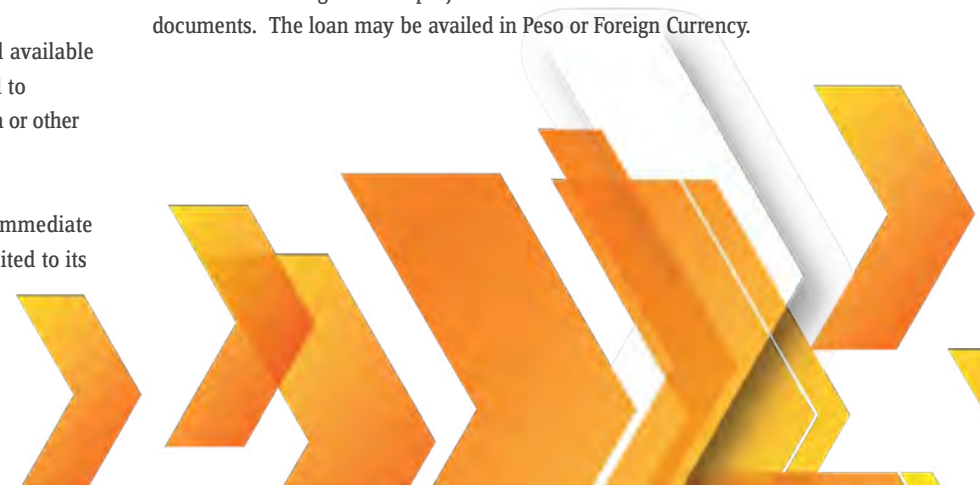 available
to
or other
mmediate
ited to its
documents. The loan may be availed in Peso or Foreign Currency.